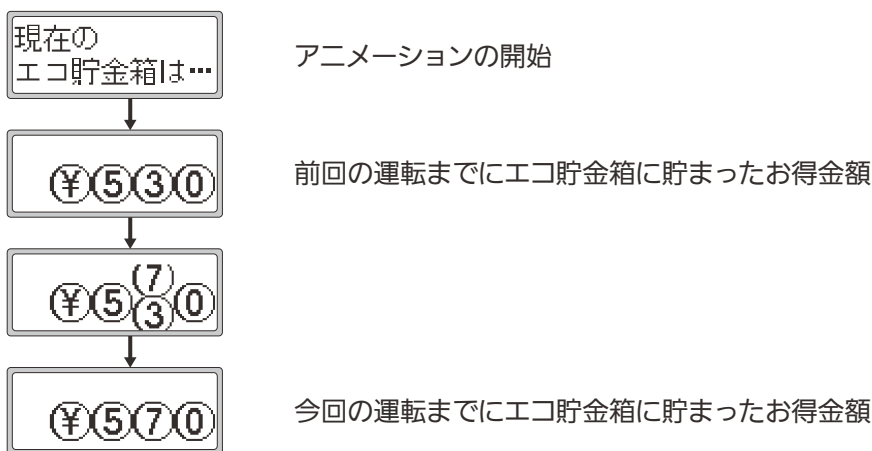 現在の
エコ貯金箱は…
アニメーションの開始
¥530
前回の運転までにエコ貯金箱に貯まったお得金額
7
¥530
¥570
今回の運転までにエコ貯金箱に貯まったお得金額